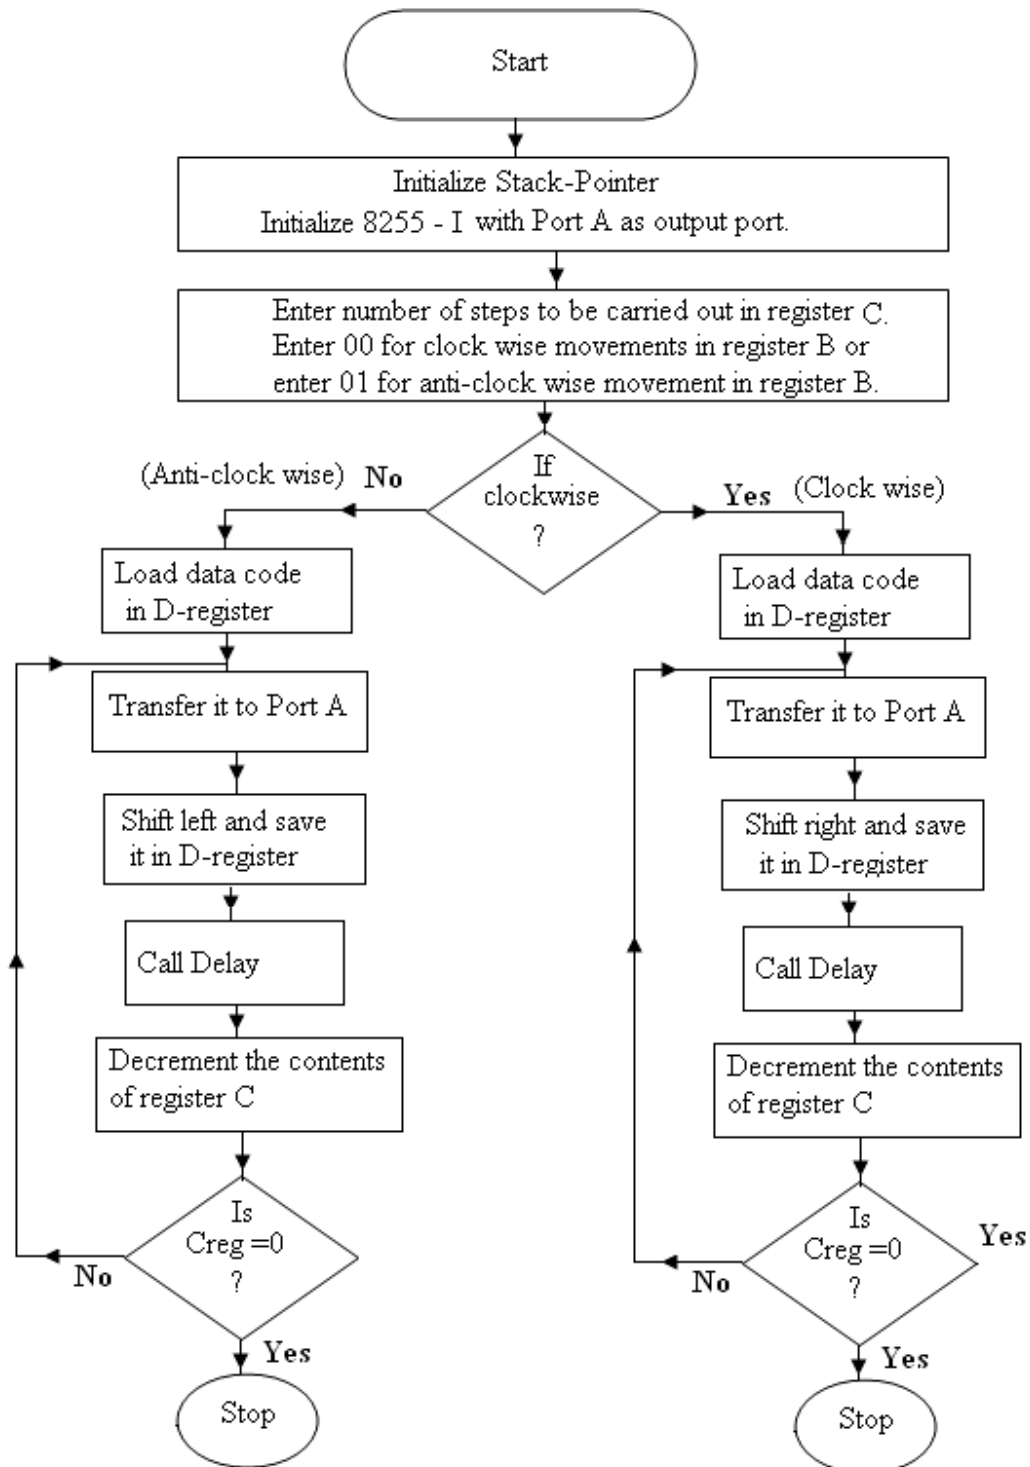 Start
Initialize Stack-Pointer
Initialize 8255 - I with Port A as output port.
Enter number of steps to be carried out in register C.
Enter 00 for clock wise movements in register B or
enter 01 for anti-clock wise movement in register B.
If
clockwise
?
(Anti-clock wise) No
Yes (Clock wise)
Load data code
in D-register
Transfer it to Port A
Shift left and save
it in D-register
Call Delay
Decrement the contents
of register C
Is
Creg =0
?
No
Yes
Stop
Load data code
in D-register
Transfer it to Port A
Shift right and save
it in D-register
Call Delay
Decrement the contents
of register C
Is
Creg =0
?
Yes
No
Yes
Stop